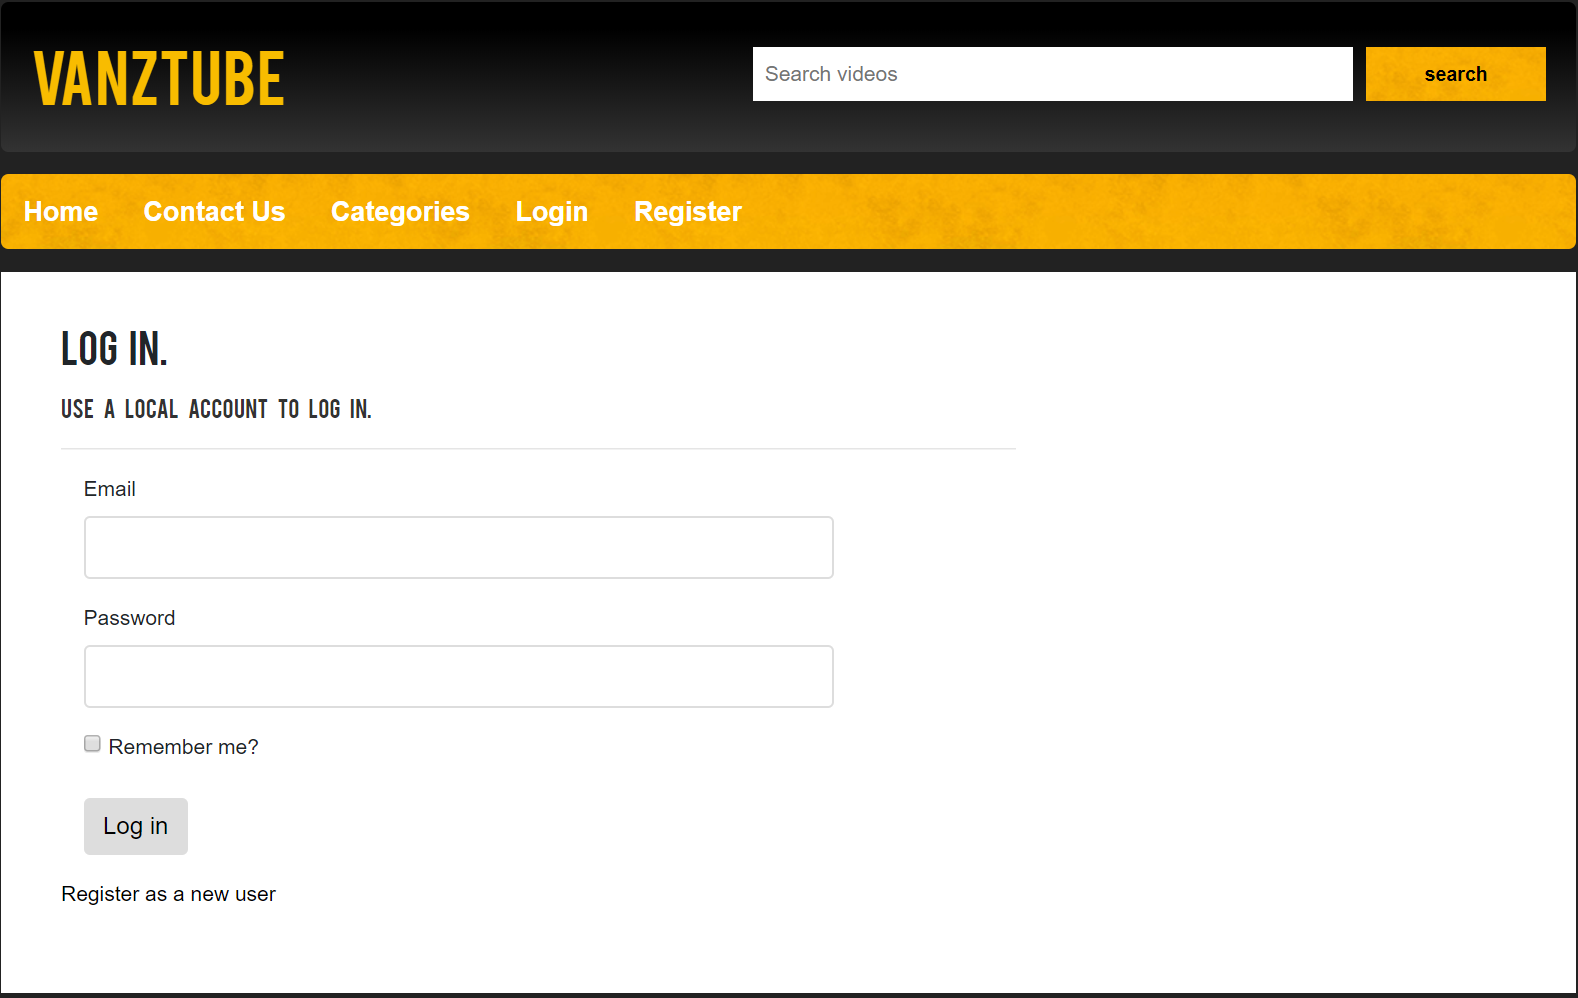 VANZTUBE
Search videos
search
Home Contact Us Categories Login Register
LOG IN.
USE A LOCAL ACCOUNT TO LOG IN.
Email
Password
Remember me?
Log in
Register as a new user